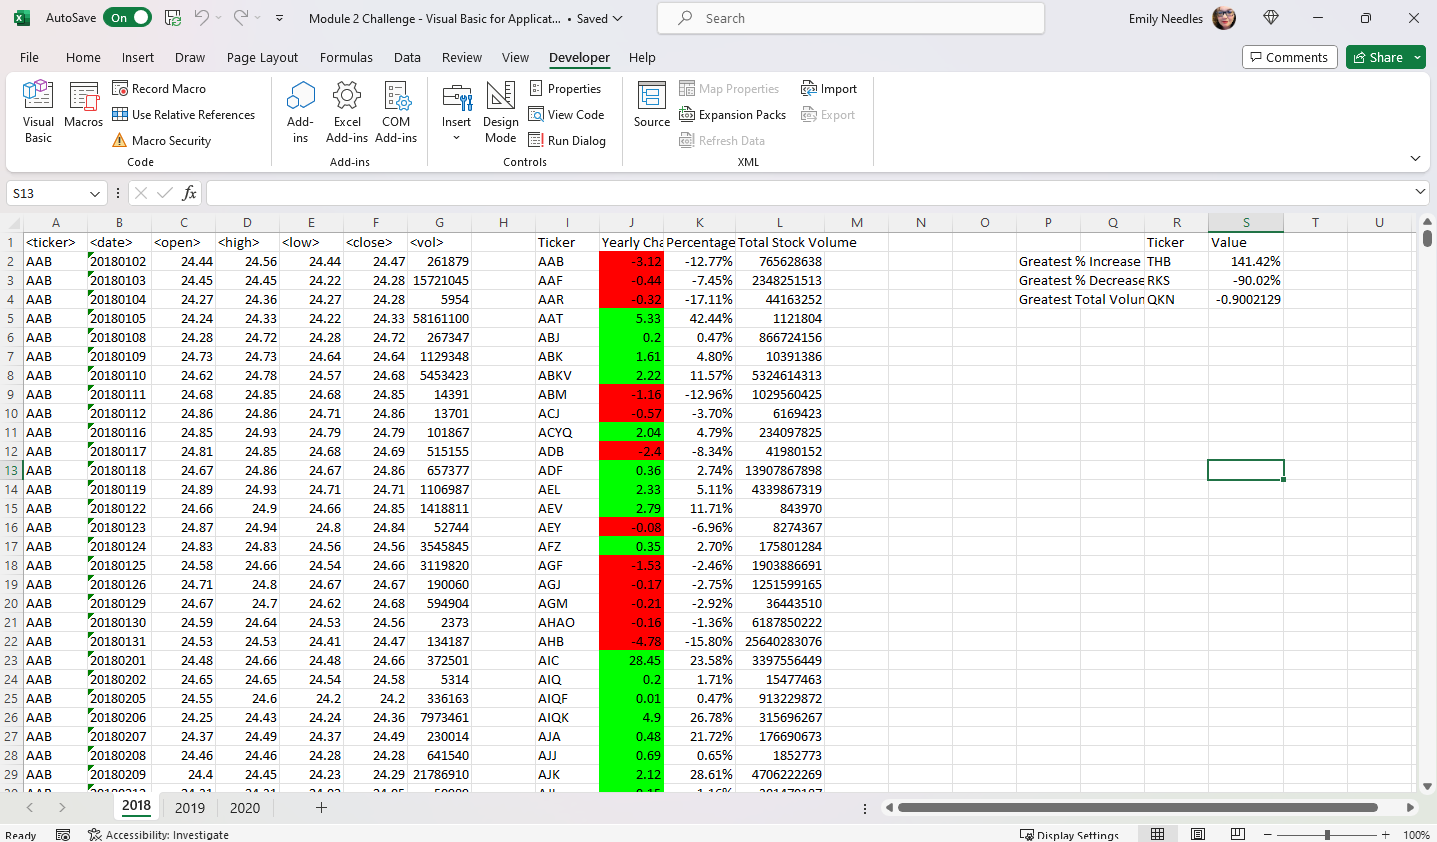 AutoSave On Module 2 Challenge - Visual Basic for Applicat... • Saved Search Emily Needles
File Home Insert Draw Page Layout Formulas Data Review View Developer Help Comments Share
Visual Basic
Macros
Record Macro
Use Relative References
Macro Security
Code
Add-ins
Excel Add-ins
COM Add-ins
Add-ins
Insert
Design Mode
Properties
View Code
Run Dialog
Controls
Source
Map Properties
Expansion Packs
Refresh Data
Import
Export
XML
S13 fx
A B C D E F G H I J K L M N O P Q R S T U
1 <ticker> <date> <open> <high> <low> <close> <vol> Ticker Yearly Cha Percentage Total Stock Volume Ticker Value
2 AAB 20180102 24.44 24.56 24.44 24.47 261879 AAB -3.12 -12.77% 765628638 Greatest % Increase THB 141.42%
3 AAB 20180103 24.45 24.45 24.22 24.28 15721045 AAF -0.44 -7.45% 2348251513 Greatest % Decrease RKS -90.02%
4 AAB 20180104 24.27 24.36 24.27 24.28 5954 AAR -0.32 -17.11% 44163252 Greatest Total Volun QKN -0.9002129
5 AAB 20180105 24.24 24.33 24.22 24.33 58161100 AAT 5.33 42.44% 1121804
6 AAB 20180108 24.28 24.72 24.28 24.72 267347 ABJ 0.2 0.47% 866724156
7 AAB 20180109 24.73 24.73 24.64 24.64 1129348 ABK 1.61 4.80% 10391386
8 AAB 20180110 24.62 24.78 24.57 24.68 5453423 ABKV 2.22 11.57% 5324614313
9 AAB 20180111 24.68 24.85 24.68 24.85 14391 ABM -1.16 -12.96% 1029560425
10 AAB 20180112 24.86 24.86 24.71 24.86 13701 ACJ -0.57 -3.70% 6169423
11 AAB 20180116 24.85 24.93 24.79 24.79 101867 ACYQ 2.04 4.79% 234097825
12 AAB 20180117 24.81 24.85 24.68 24.69 515155 ADB -2.4 -8.34% 41980152
13 AAB 20180118 24.67 24.86 24.67 24.86 657377 ADF 0.36 2.74% 13907867898
14 AAB 20180119 24.89 24.93 24.71 24.71 1106987 AEL 2.33 5.11% 4339867319
15 AAB 20180122 24.66 24.9 24.66 24.85 1418811 AEV 2.79 11.71% 843970
16 AAB 20180123 24.87 24.94 24.8 24.84 52744 AEY -0.08 -6.96% 8274367
17 AAB 20180124 24.83 24.83 24.56 24.56 3545845 AFZ 0.35 2.70% 175801284
18 AAB 20180125 24.58 24.66 24.54 24.66 3119820 AGF -1.53 -2.46% 1903886691
19 AAB 20180126 24.71 24.8 24.67 24.67 190060 AGJ -0.17 -2.75% 1251599165
20 AAB 20180129 24.67 24.7 24.62 24.68 594904 AGM -0.21 -2.92% 36443510
21 AAB 20180130 24.59 24.64 24.53 24.56 2373 AHAO -0.16 -1.36% 6187850222
22 AAB 20180131 24.53 24.53 24.41 24.47 134187 AHB -4.78 -15.80% 25640283076
23 AAB 20180201 24.48 24.66 24.48 24.66 372501 AIC 28.45 23.58% 3397556449
24 AAB 20180202 24.65 24.65 24.54 24.58 5314 AIQ 0.2 1.71% 15477463
25 AAB 20180205 24.55 24.6 24.2 24.2 336163 AIQF 0.01 0.47% 913229872
26 AAB 20180206 24.25 24.43 24.24 24.36 7973461 AIQK 4.9 26.78% 315696267
27 AAB 20180207 24.37 24.49 24.37 24.49 230014 AJA 0.48 21.72% 176690673
28 AAB 20180208 24.46 24.46 24.28 24.28 641540 AJJ 0.69 0.65% 1852773
29 AAB 20180209 24.4 24.45 24.23 24.29 21786910 AJK 2.12 28.61% 4706222269
2018 2019 2020
Ready Accessibility: Investigate Display Settings 100%